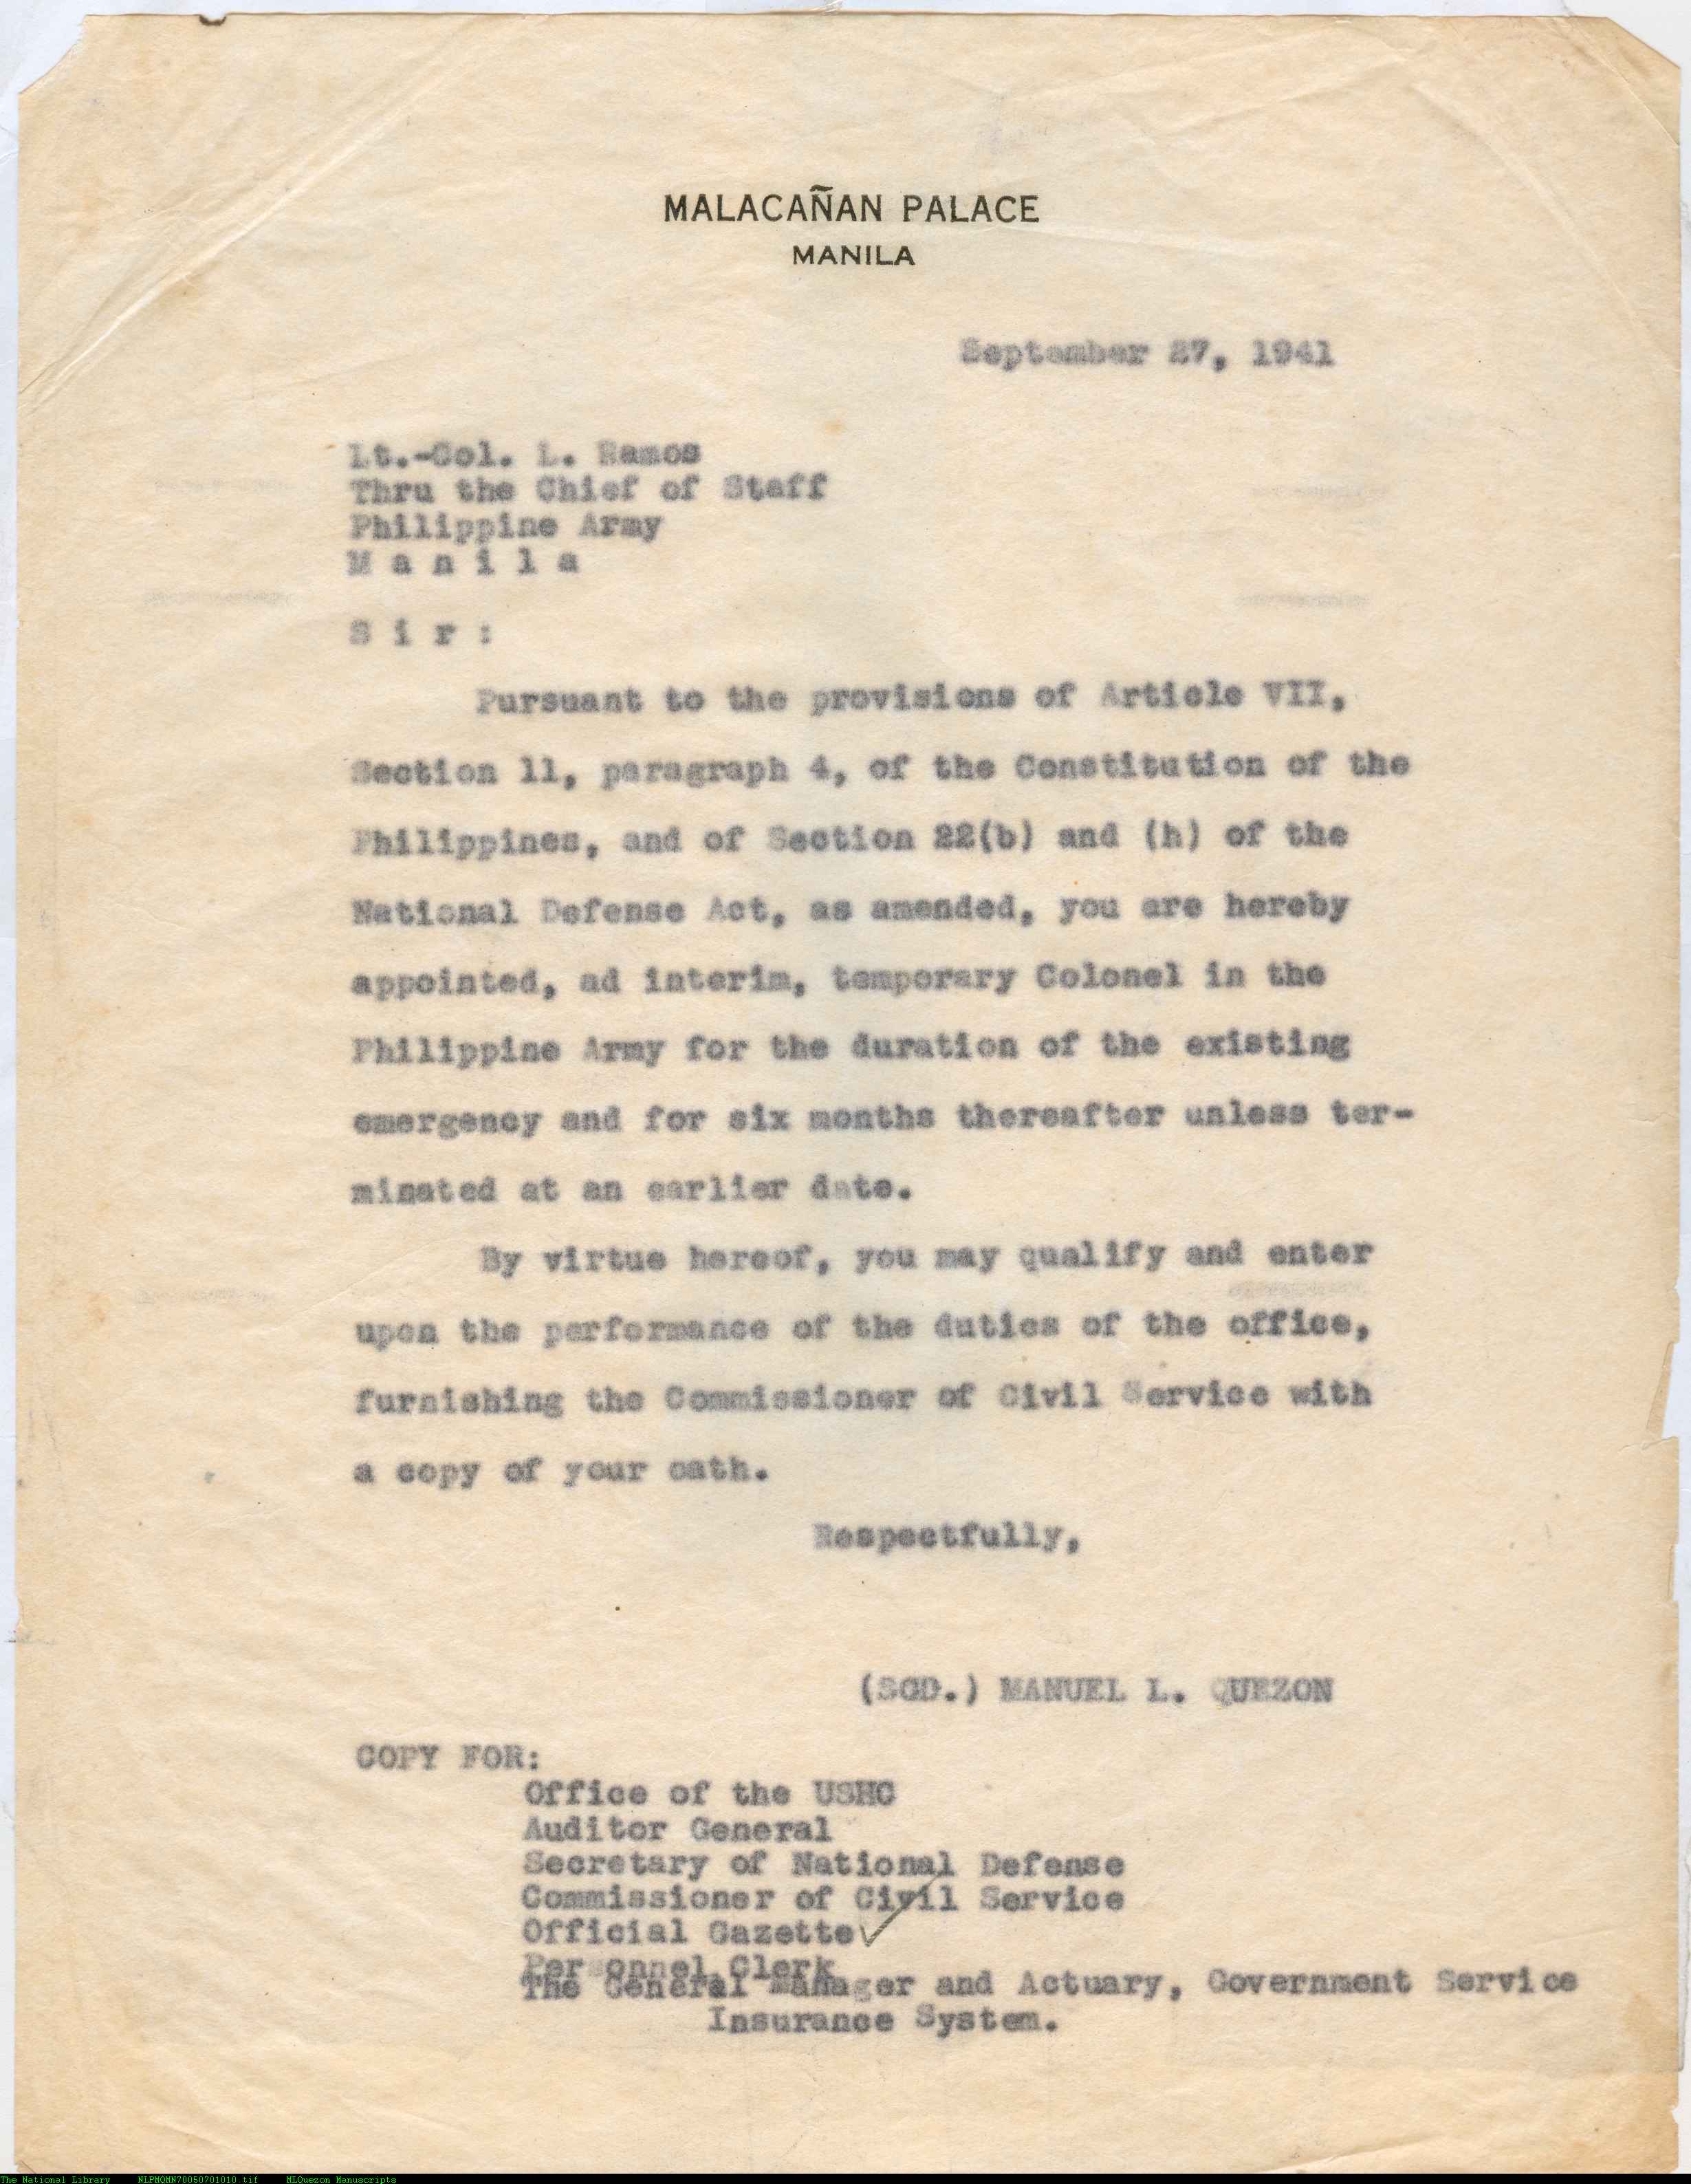 MALACAÑAN PALACE
MANILA
September 27, 1941
Lt.-Col. L. Ramos
Thru the Chief of Staff
Philippine Army
M a n i l a
S i r :
Pursuant to the provisions of Article VII,
Section 11, paragraph 4, of the Constitution of the
Philippines, and of Section 22(b) and (h) of the
National Defense Act, as amended, you are hereby
appointed, ad interim, temporary Colonel in the
Philippine Army for the duration of the existing
emergency and for six months thereafter unless ter-
minated at an earlier date.
By virtue hereof, you may qualify and enter
upon the performance of the duties of the office,
furnishing the Commissioner of Civil Service with
a copy of your oath.
Respectfully,
(SGD.) MANUEL L. QUEZON
COPY FOR:
Office of the USHC
Auditor General
Secretary of National Defense
Commissioner of Civil Service
Official Gazette
Personnel Clerk
The General Manager and Actuary, Government Service
Insurance System.
The National Library NLPMQMN70050701010.tif MLQuezon Manuscripts